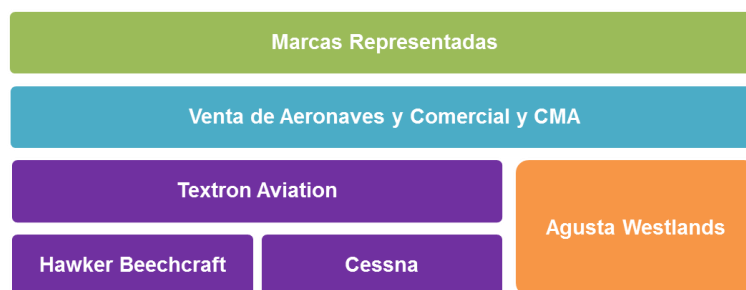 Marcas Representadas
Venta de Aeronaves y Comercial y CMA
Textron Aviation
Agusta Westlands
Hawker Beechcraft
Cessna